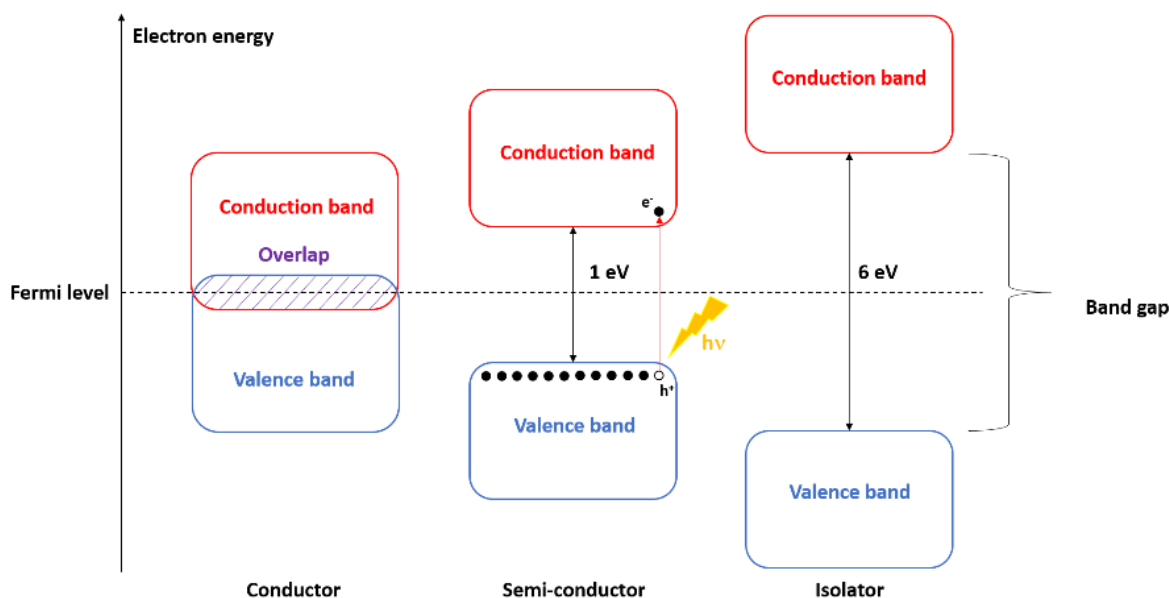 Electron energy
Conduction band
Conduction band
Conduction band
e-
Overlap
1 eV
6 eV
Fermi level
Band gap
hν
Valence band
h+
Valence band
Valence band
Conductor
Semi-conductor
Isolator